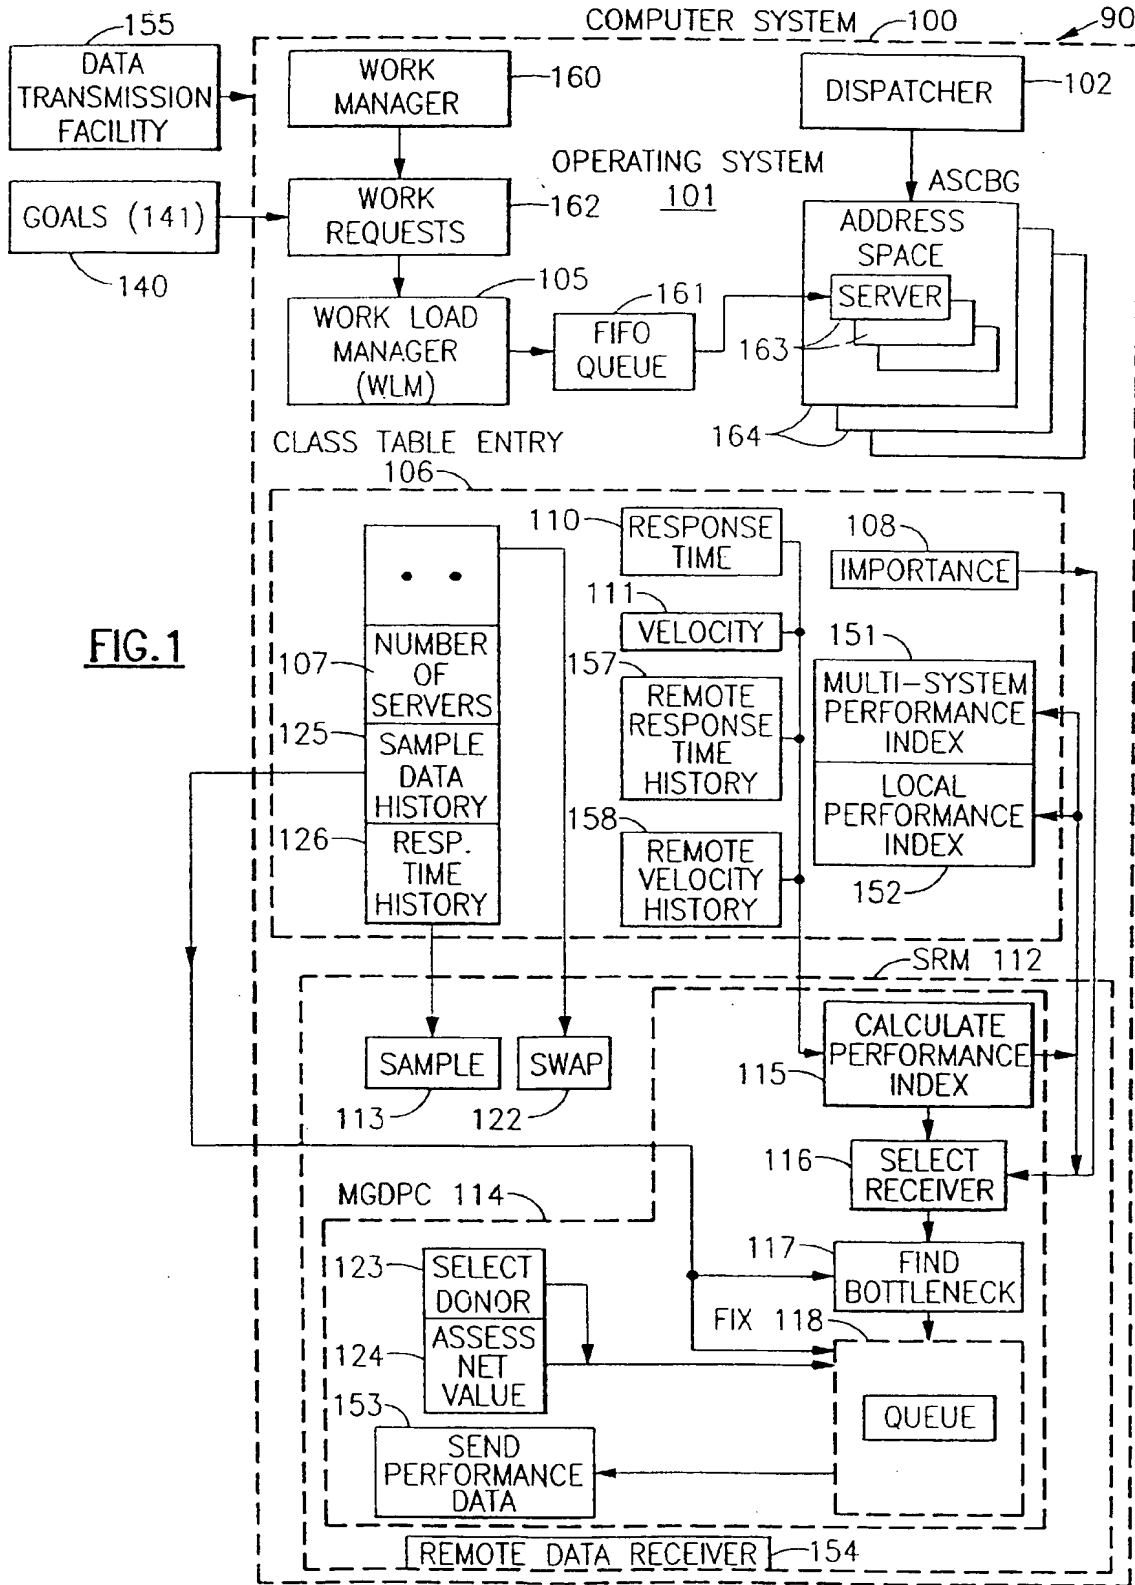 COMPUTER SYSTEM 100 90
155
DATA
TRANSMISSION
FACILITY
WORK
MANAGER
160
DISPATCHER
102
OPERATING SYSTEM
101
GOALS (141)
140
WORK
REQUESTS
162
ASCBG
ADDRESS
SPACE
SERVER
163
164
105
WORK LOAD
MANAGER
(WLM)
161
FIFO
QUEUE
CLASS TABLE ENTRY
106
FIG.1
NUMBER
OF
SERVERS
107
125
SAMPLE
DATA
HISTORY
126
RESP.
TIME
HISTORY
110
RESPONSE
TIME
111
VELOCITY
157
REMOTE
RESPONSE
TIME
HISTORY
158
REMOTE
VELOCITY
HISTORY
108
IMPORTANCE
151
MULTI-SYSTEM
PERFORMANCE
INDEX
LOCAL
PERFORMANCE
INDEX
152
SRM 112
SAMPLE
113
SWAP
122
CALCULATE
PERFORMANCE
INDEX
115
116
SELECT
RECEIVER
MGDPC 114
117
FIND
BOTTLENECK
123
SELECT
DONOR
124
ASSESS
NET
VALUE
FIX 118
QUEUE
153
SEND
PERFORMANCE
DATA
REMOTE DATA RECEIVER
154